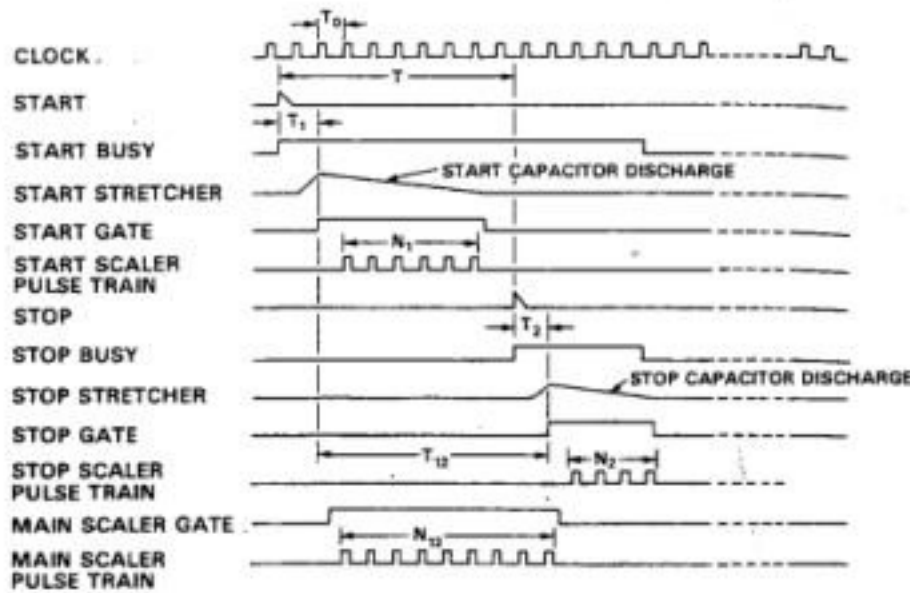 T₀
CLOCK .
T
START
T₁
START BUSY
START CAPACITOR DISCHARGE
START STRETCHER
START GATE
N₁
START SCALER
PULSE TRAIN
STOP
T₂
STOP BUSY
STOP CAPACITOR DISCHARGE
STOP STRETCHER
STOP GATE
T₁₂
N₂
STOP SCALER
PULSE TRAIN
MAIN SCALER GATE
N₁₂
MAIN SCALER
PULSE TRAIN